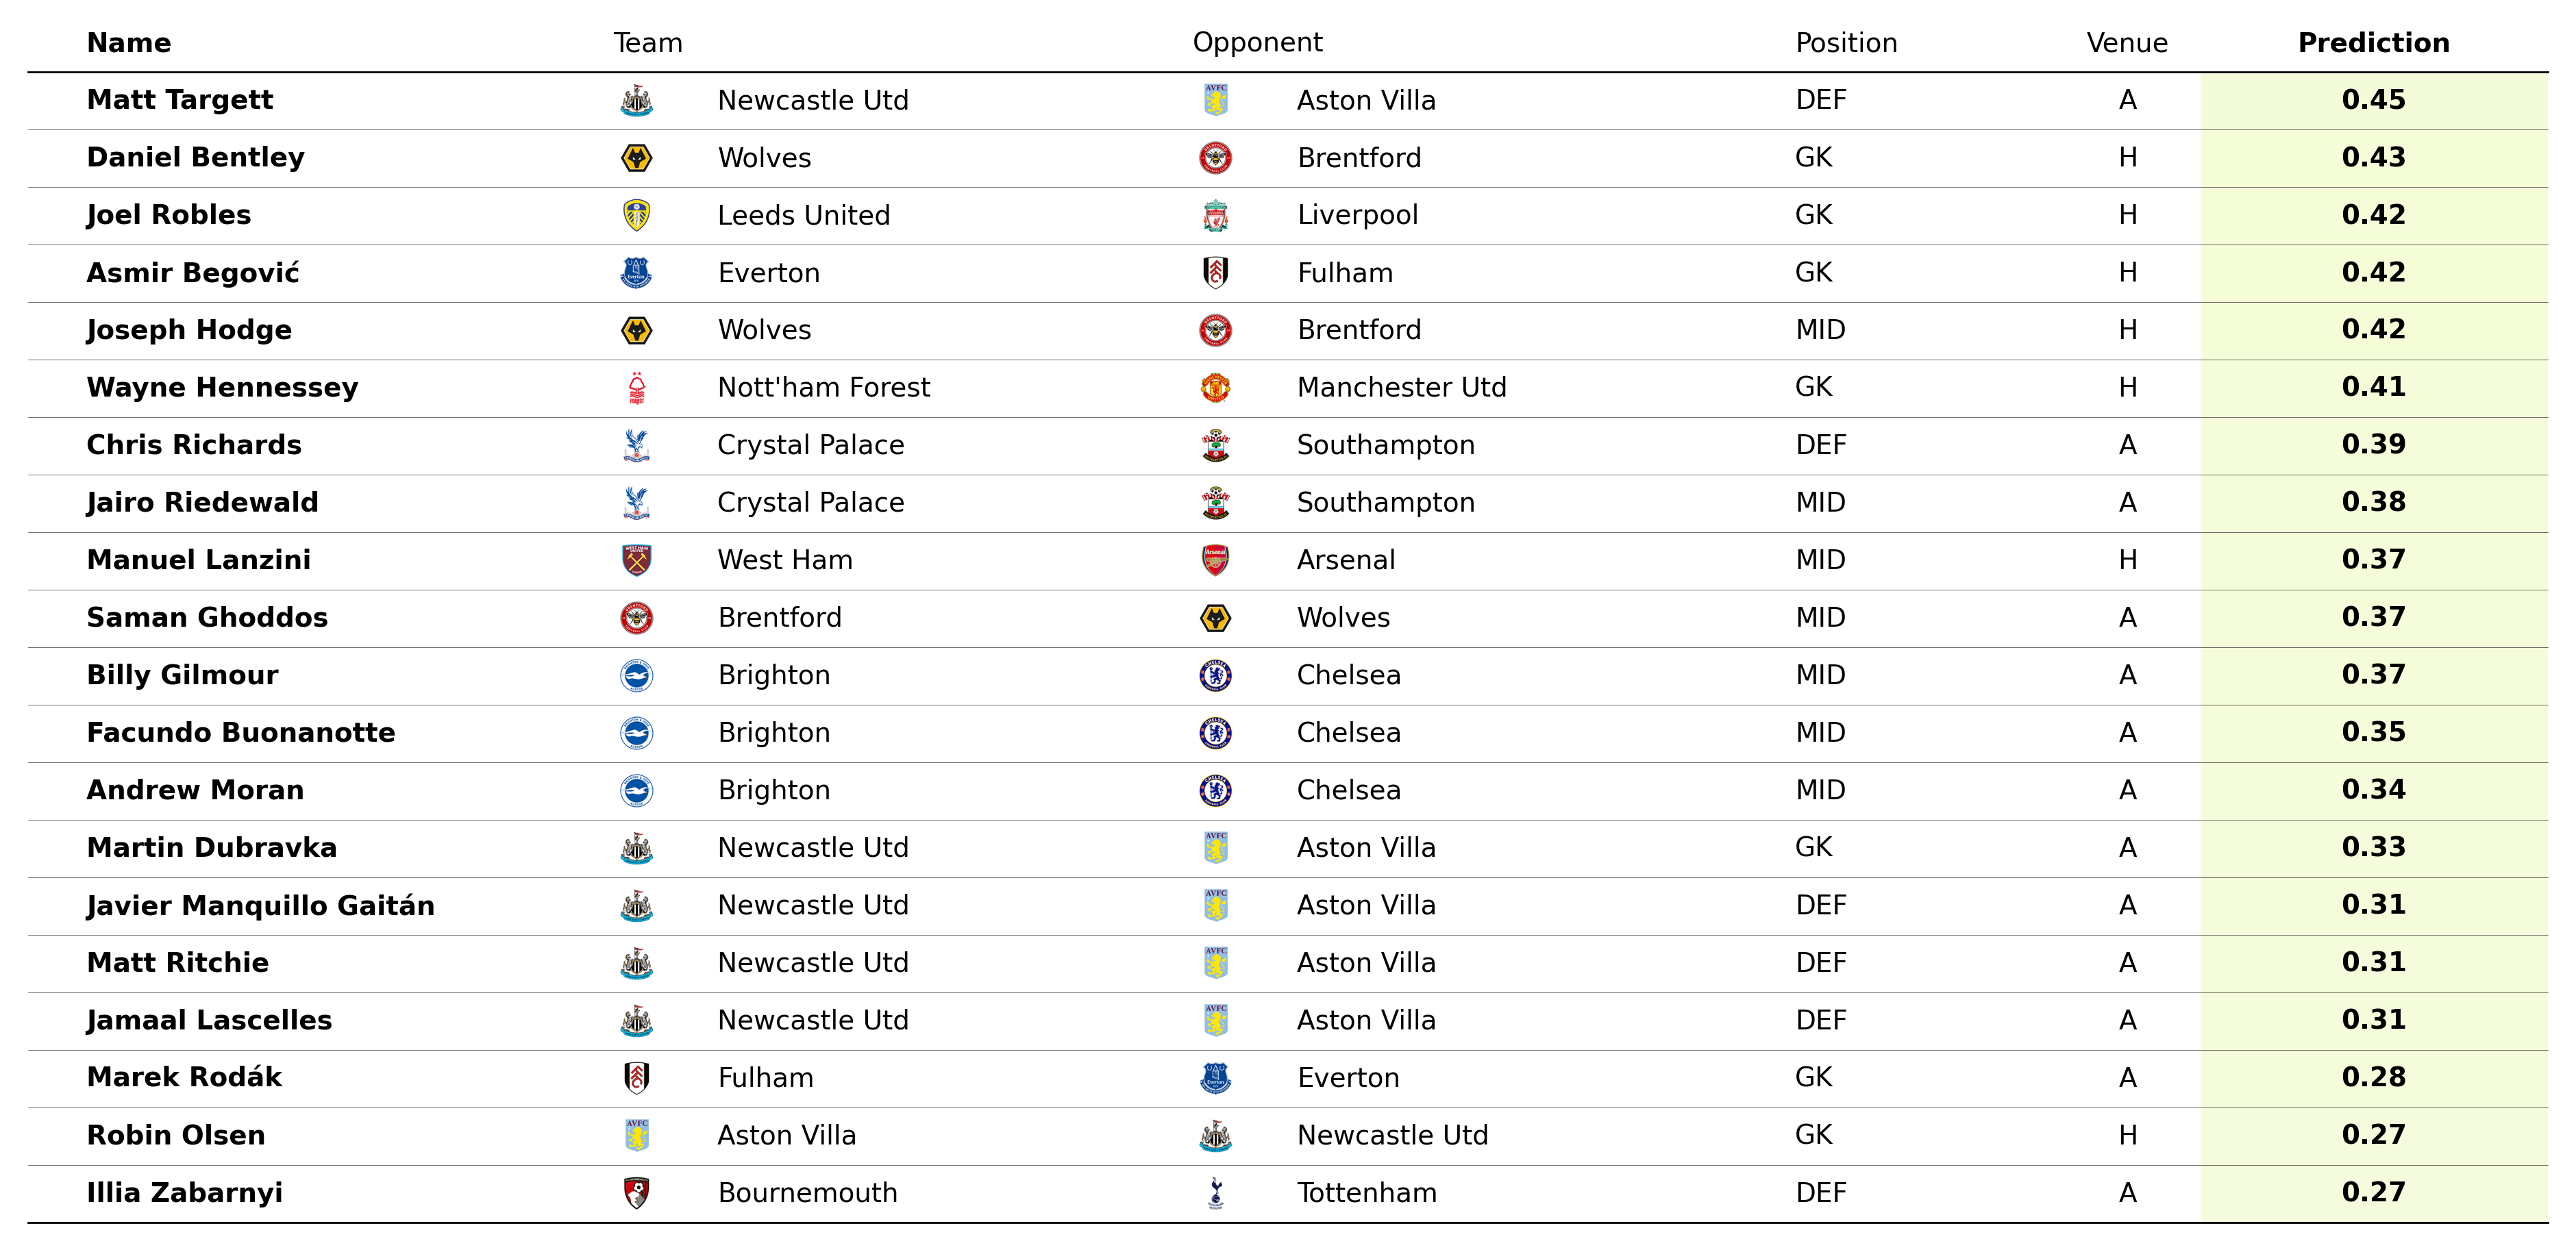 Name Team Opponent Position Venue Prediction
Matt Targett Newcastle Utd Aston Villa DEF A 0.45
Daniel Bentley Wolves Brentford GK H 0.43
Joel Robles Leeds United Liverpool GK H 0.42
Asmir Begović Everton Fulham GK H 0.42
Joseph Hodge Wolves Brentford MID H 0.42
Wayne Hennessey Nott'ham Forest Manchester Utd GK H 0.41
Chris Richards Crystal Palace Southampton DEF A 0.39
Jairo Riedewald Crystal Palace Southampton MID A 0.38
Manuel Lanzini West Ham Arsenal MID H 0.37
Saman Ghoddos Brentford Wolves MID A 0.37
Billy Gilmour Brighton Chelsea MID A 0.37
Facundo Buonanotte Brighton Chelsea MID A 0.35
Andrew Moran Brighton Chelsea MID A 0.34
Martin Dubravka Newcastle Utd Aston Villa GK A 0.33
Javier Manquillo Gaitán Newcastle Utd Aston Villa DEF A 0.31
Matt Ritchie Newcastle Utd Aston Villa DEF A 0.31
Jamaal Lascelles Newcastle Utd Aston Villa DEF A 0.31
Marek Rodák Fulham Everton GK A 0.28
Robin Olsen Aston Villa Newcastle Utd GK H 0.27
Illia Zabarnyi Bournemouth Tottenham DEF A 0.27